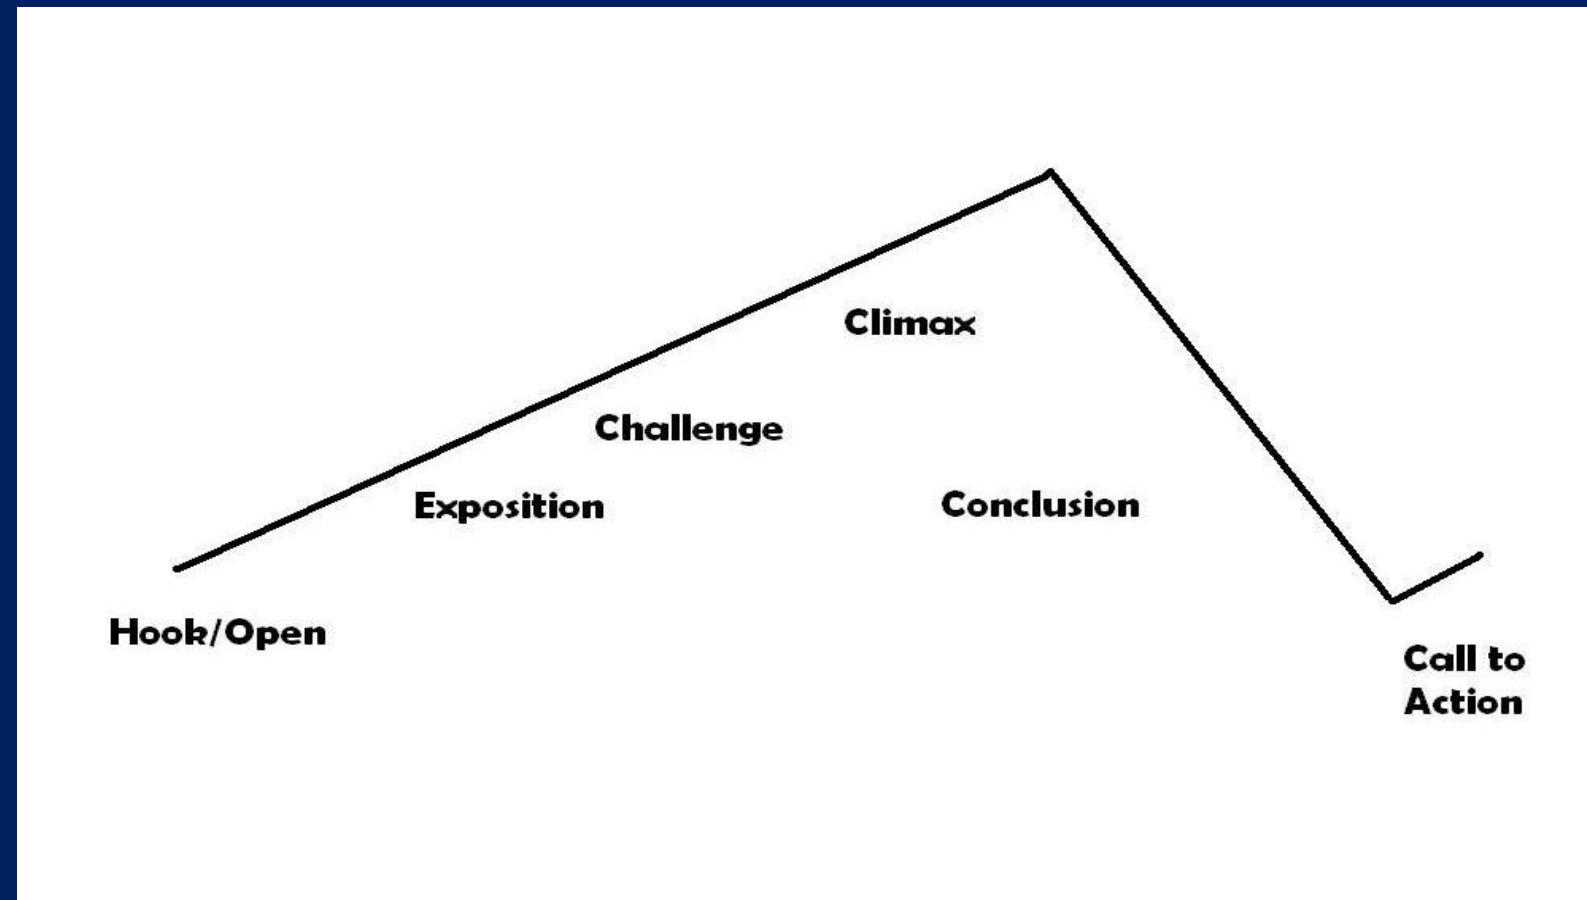 Climax
Challenge
Exposition
Conclusion
Hook/Open
Call to
Action